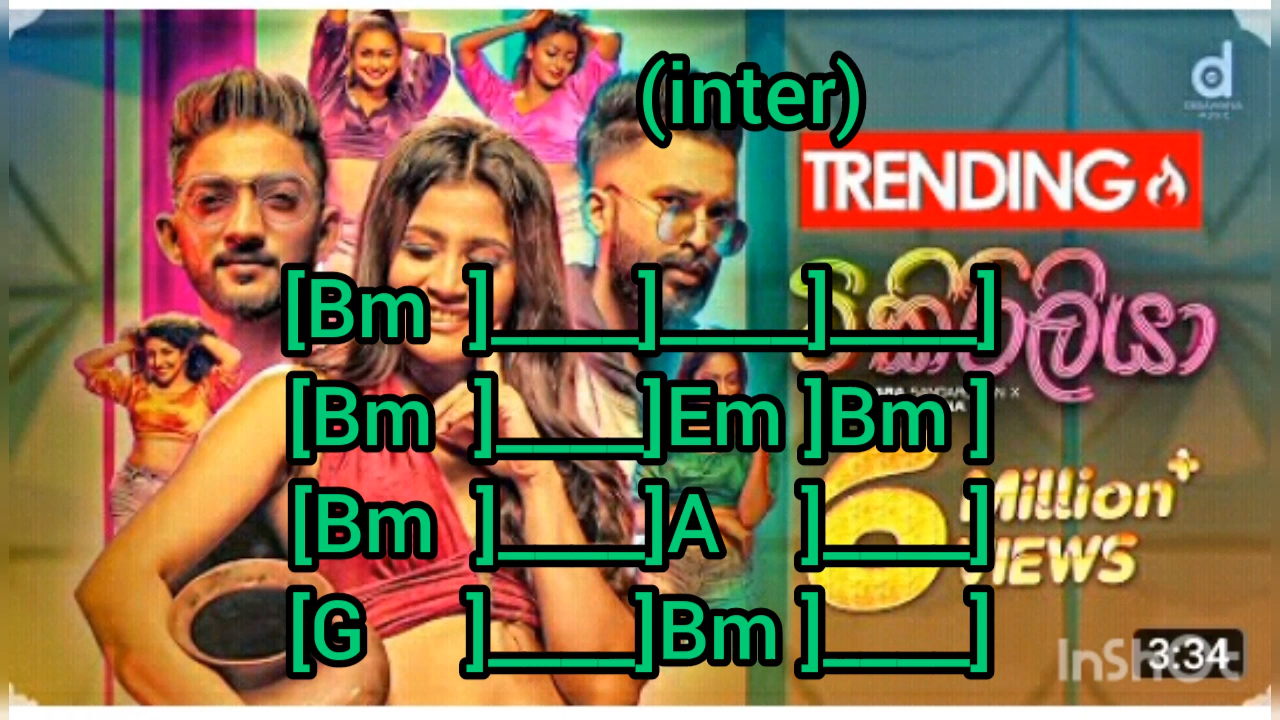 (inter)
TRENDING
[Bm ]____]____]____]
[Bm ]____]Em ]Bm ]
[Bm ]____]A ]____]
[G ]____]Bm ]____]
6 Million+
VIEWS
InShOt
3:34